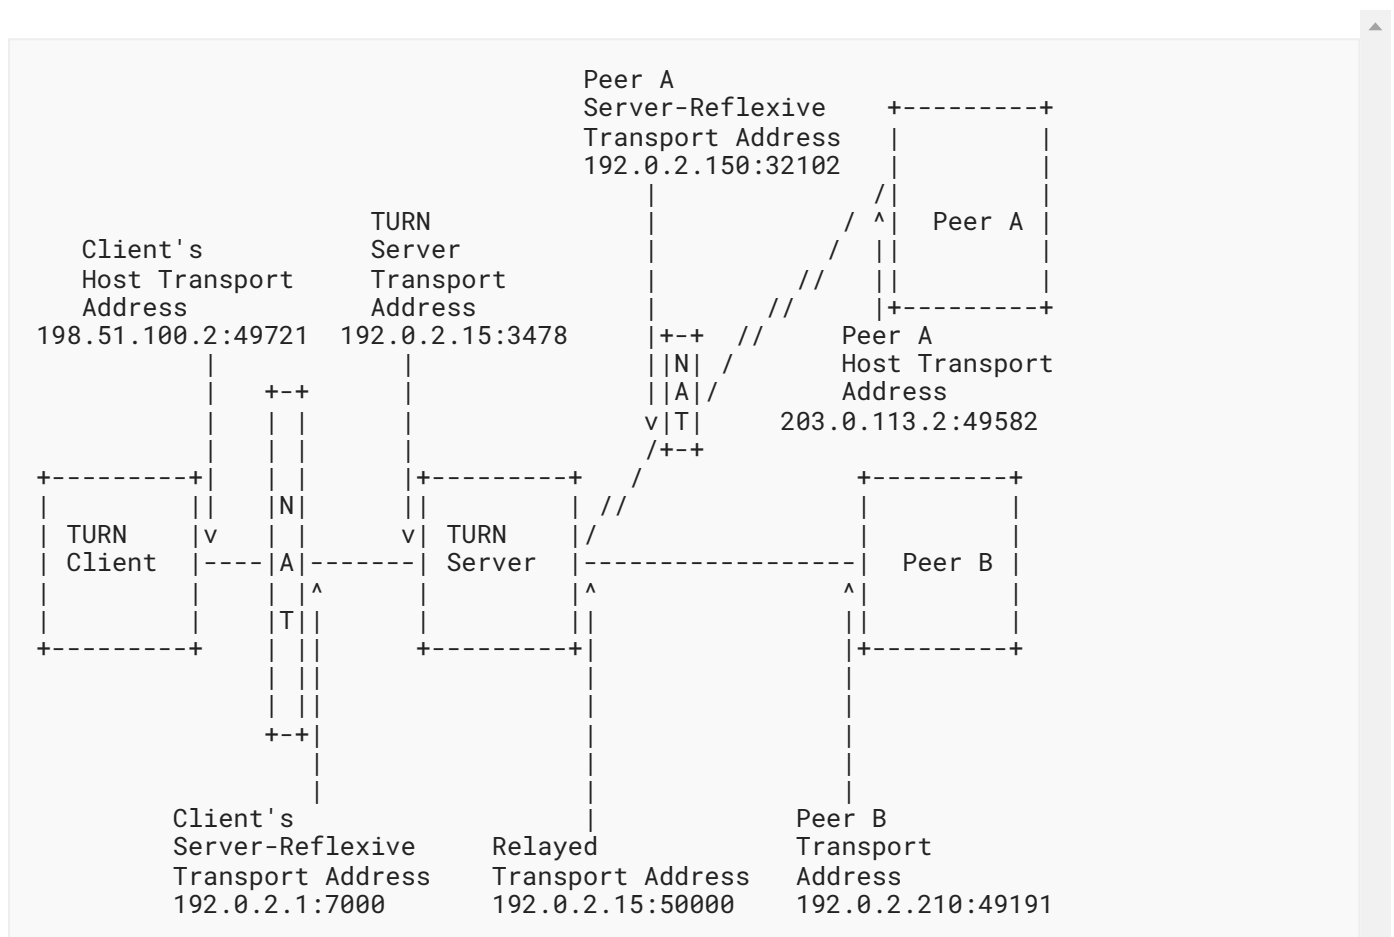 Peer A
                                    Server-Reflexive    +---------+
                                    Transport Address   |         |
                                    192.0.2.150:32102   |         |
                                        |              /|         |
                      TURN              |            / ^|  Peer A |
   Client's           Server            |           /  ||         |
   Host Transport     Transport         |         //   ||         |
   Address            Address           |       //     |+---------+
198.51.100.2:49721  192.0.2.15:3478     |+-+  //     Peer A
           |            |               ||N| /       Host Transport
           |   +-+      |               ||A|/        Address
           |   | |      |               v|T|     203.0.113.2:49582
           |   | |      |               /+-+
+---------+|   | |      |+---------+   /              +---------+
|         ||   |N|      ||         | //               |         |
| TURN    |v   | |      v| TURN    |/                 |         |
| Client  |----|A|-------| Server  |------------------|  Peer B |
|         |    | |^      |         |^                ^|         |
|         |    |T||      |         ||                ||         |
+---------+    | ||      +---------+|                |+---------+
               | ||                 |                |
               | ||                 |                |
               +-+|                 |                |
                  |                 |                |
                  |                 |                |
         Client's                   |             Peer B
         Server-Reflexive     Relayed             Transport
         Transport Address    Transport Address   Address
         192.0.2.1:7000       192.0.2.15:50000    192.0.2.210:49191